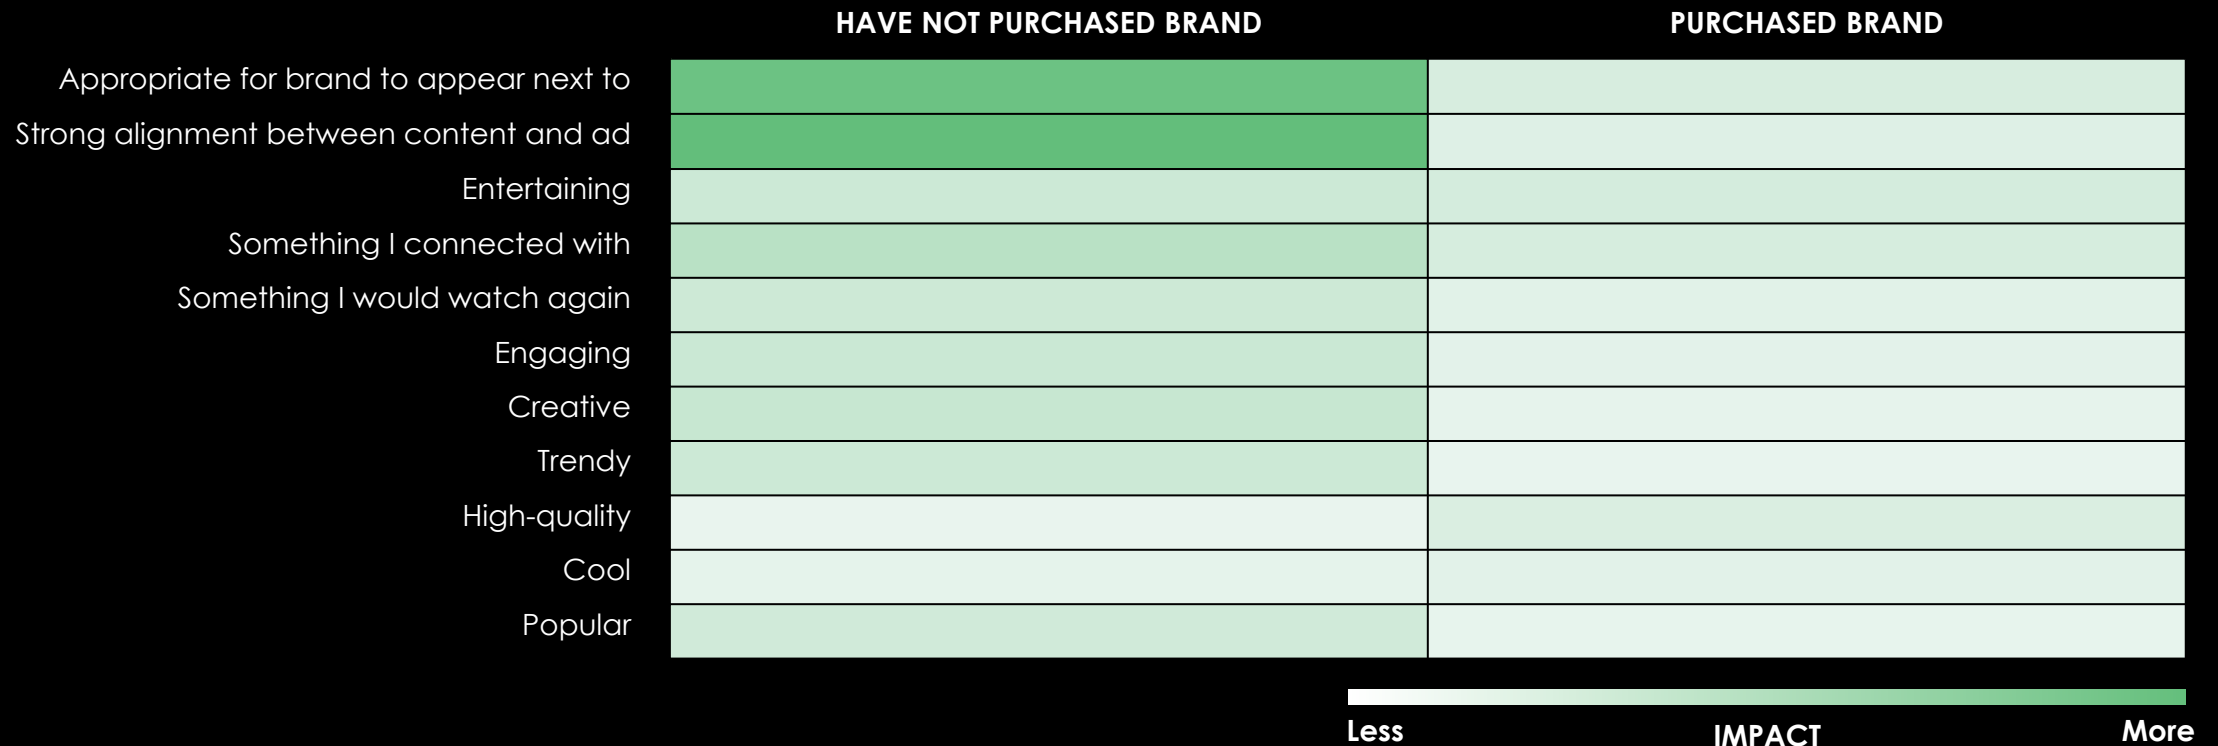 HAVE NOT PURCHASED BRAND
PURCHASED BRAND
Appropriate for brand to appear next to
Strong alignment between content and ad
Entertaining
Something I connected with
Something I would watch again
Engaging
Creative
Trendy
High-quality
Cool
Popular
Less
IMPACT
More